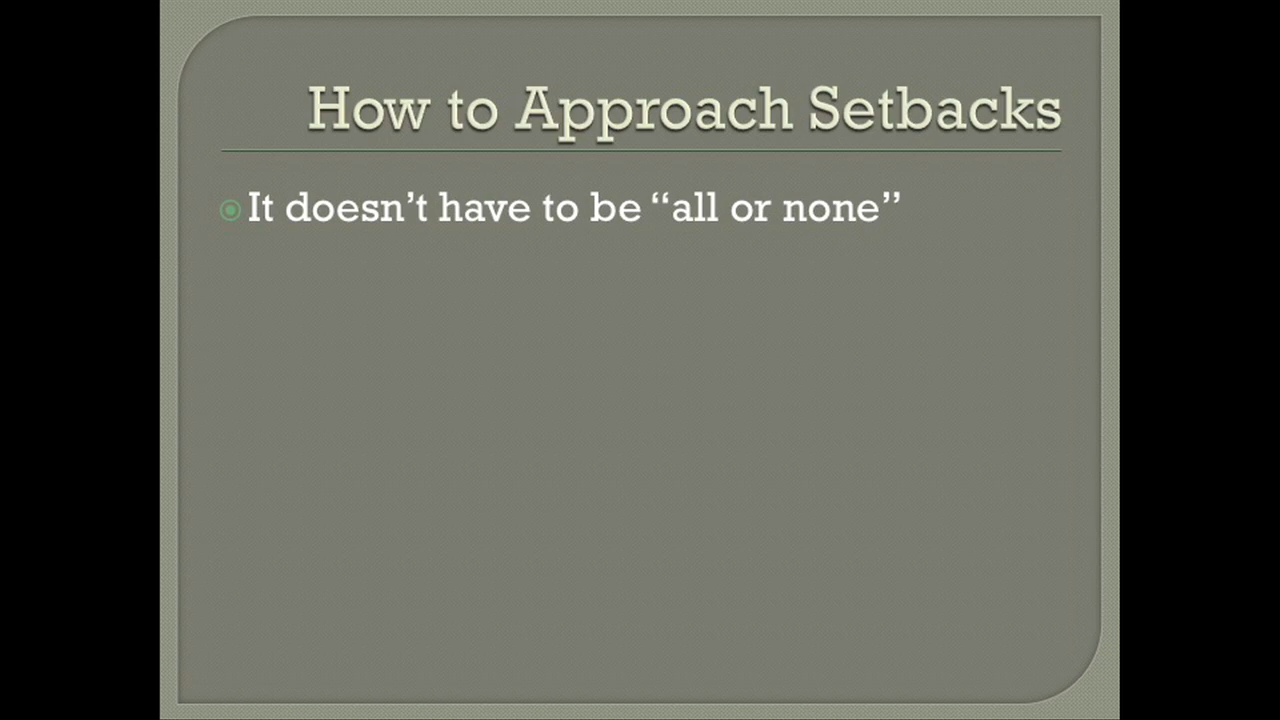 How to Approach Setbacks
It doesn’t have to be “all or none”